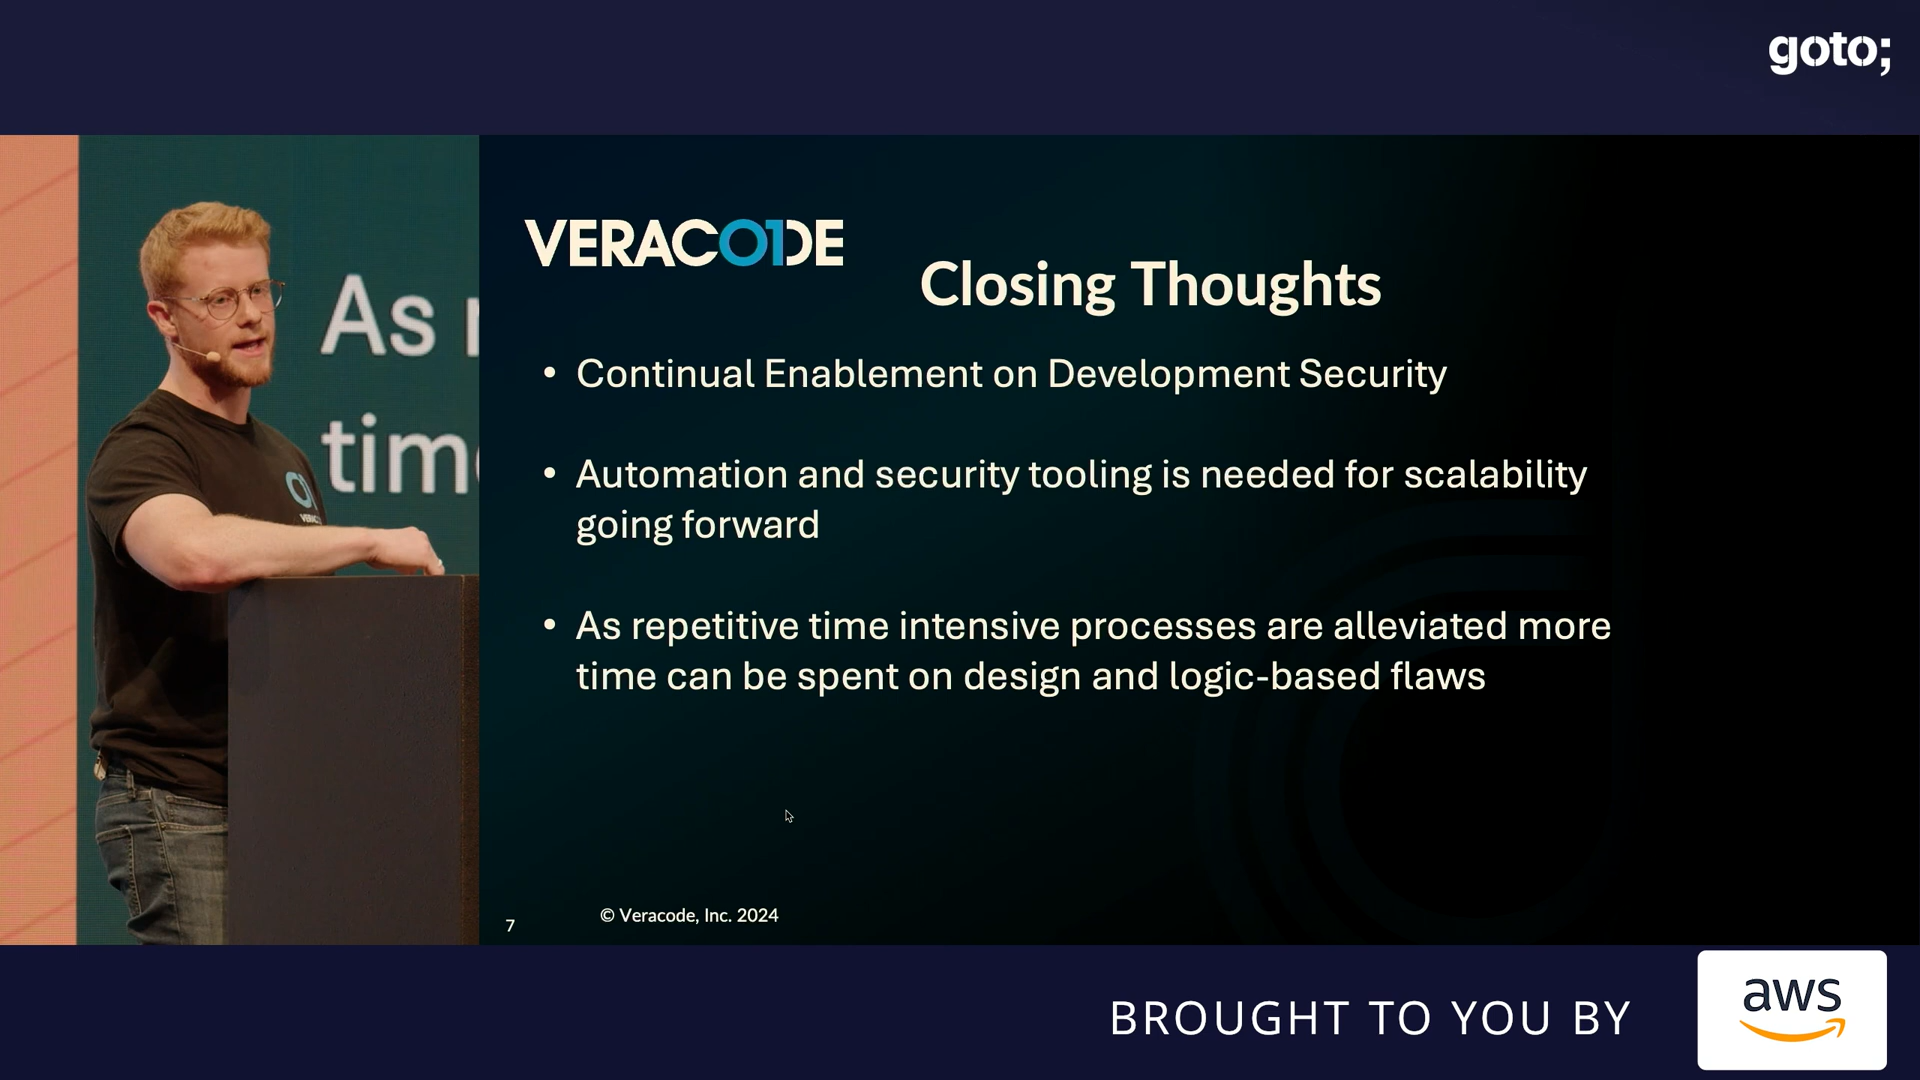 goto;
As
tim
VERACODE
VERAC
Closing Thoughts
• Continual Enablement on Development Security
• Automation and security tooling is needed for scalability
going forward
• As repetitive time intensive processes are alleviated more
time can be spent on design and logic-based flaws
7
© Veracode, Inc. 2024
BROUGHT TO YOU BY
aws